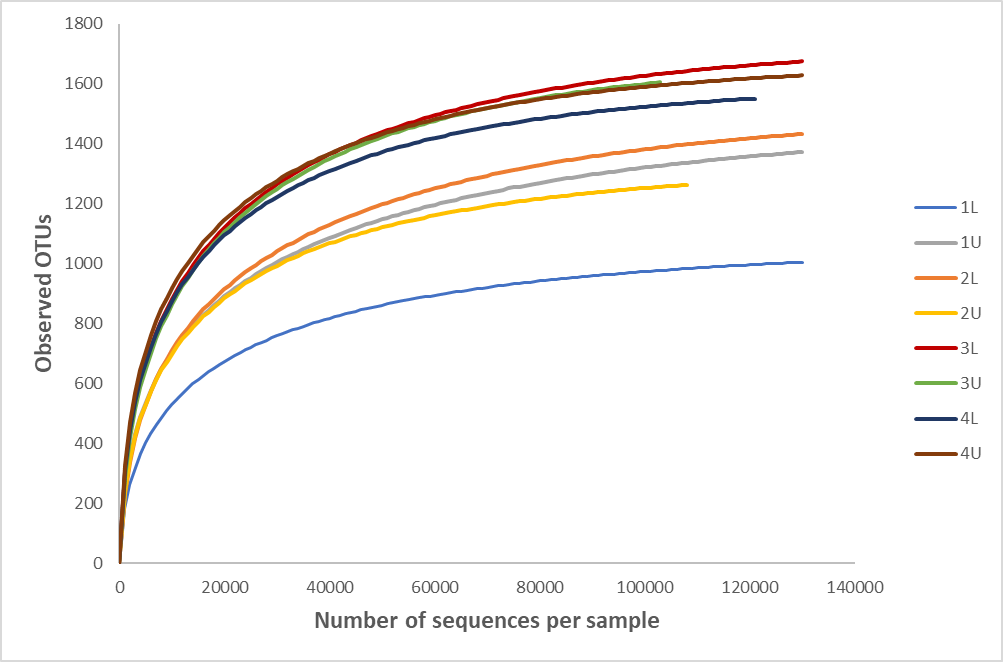 1800
1600
1400
1200
1000
800
600
400
200
0
Observed OTUs
0 20000 40000 60000 80000 100000 120000 140000
Number of sequences per sample
1L
1U
2L
2U
3L
3U
4L
4U